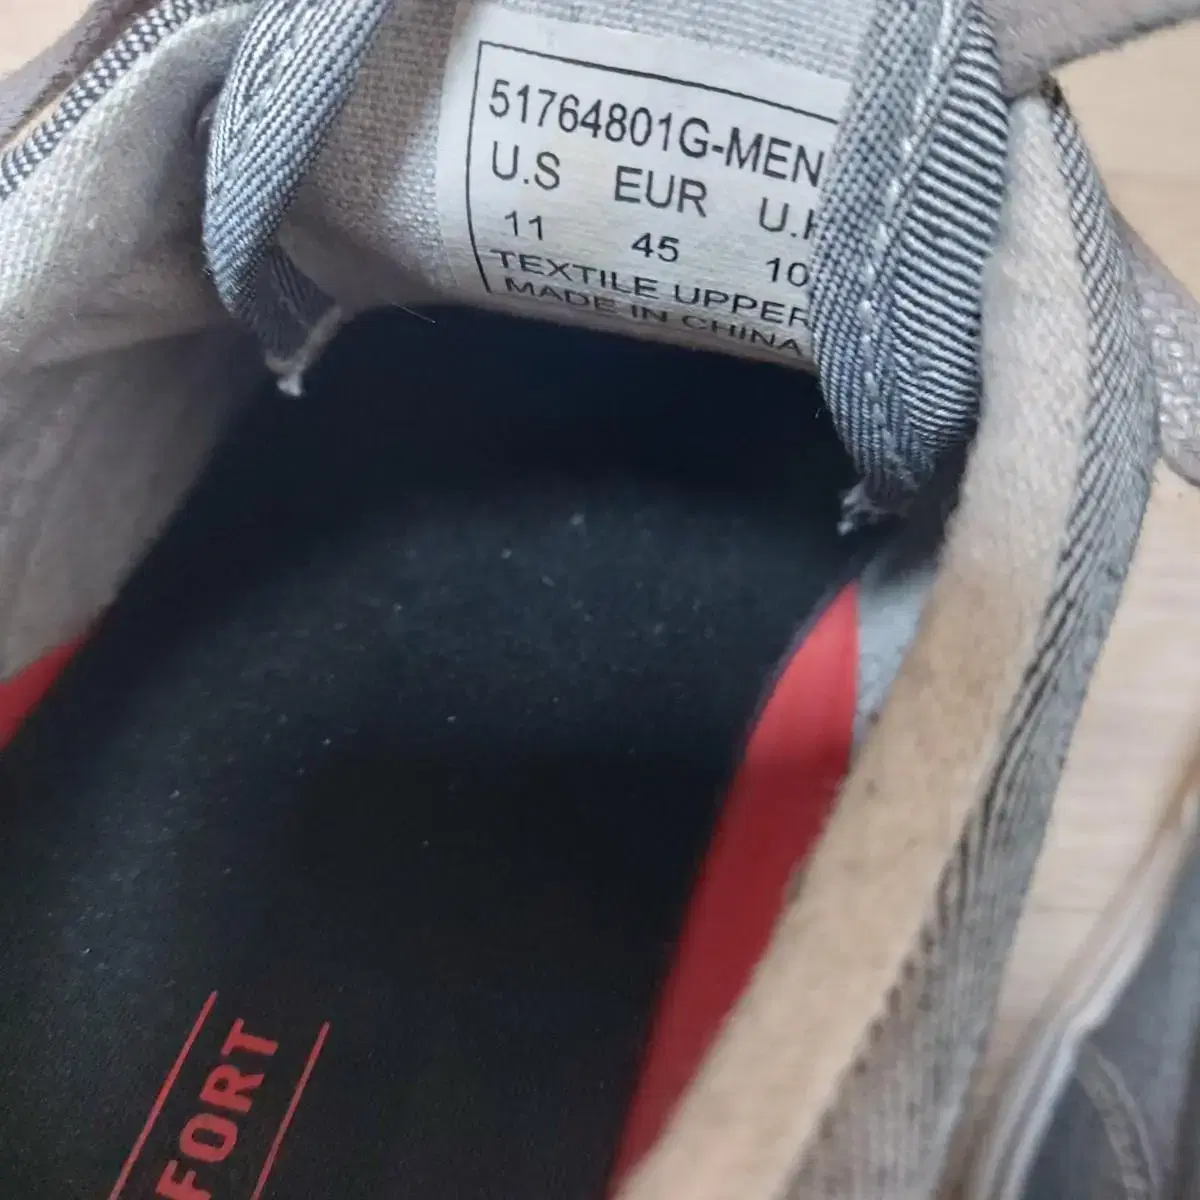 51764801G-MEN
U.S EUR U.
11 45 10
TEXTILE UPPER
MADE IN CHINA
FORT